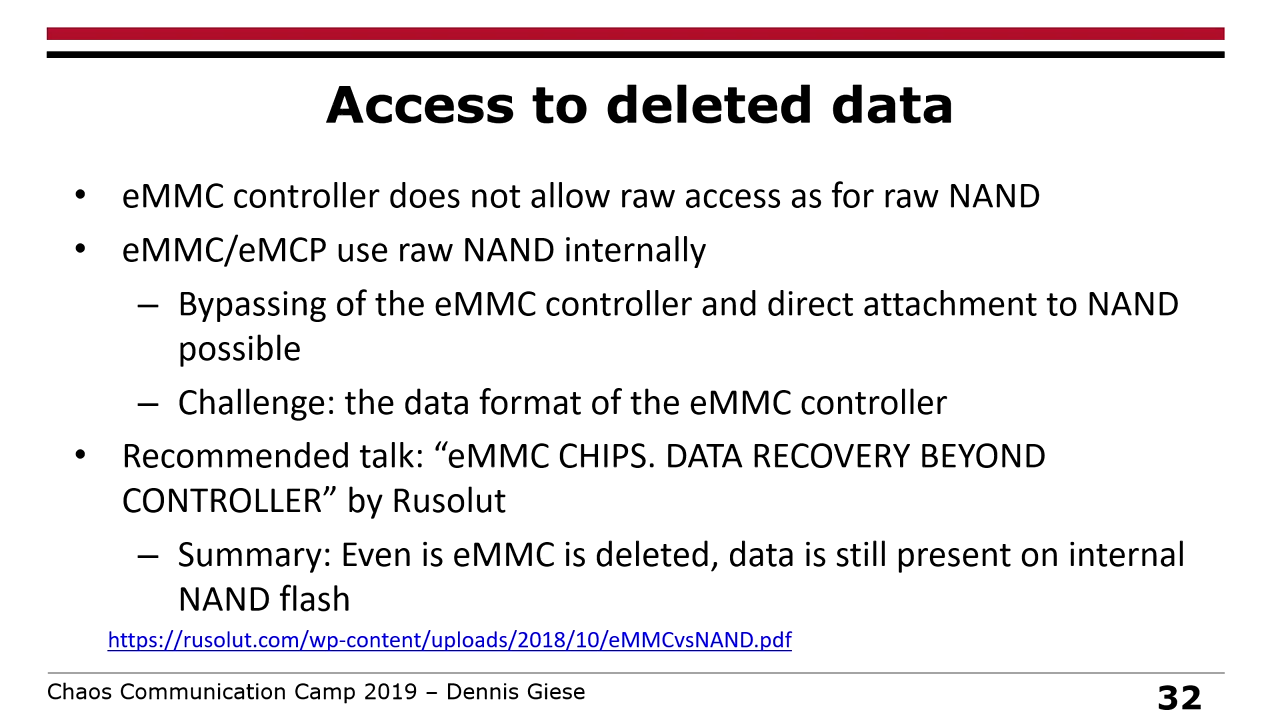 Access to deleted data
• eMMC controller does not allow raw access as for raw NAND
• eMMC/eMCP use raw NAND internally
– Bypassing of the eMMC controller and direct attachment to NAND
possible
– Challenge: the data format of the eMMC controller
• Recommended talk: “eMMC CHIPS. DATA RECOVERY BEYOND
CONTROLLER” by Rusolut
– Summary: Even is eMMC is deleted, data is still present on internal
NAND flash
https://rusolut.com/wp-content/uploads/2018/10/eMMCvsNAND.pdf
Chaos Communication Camp 2019 – Dennis Giese
32